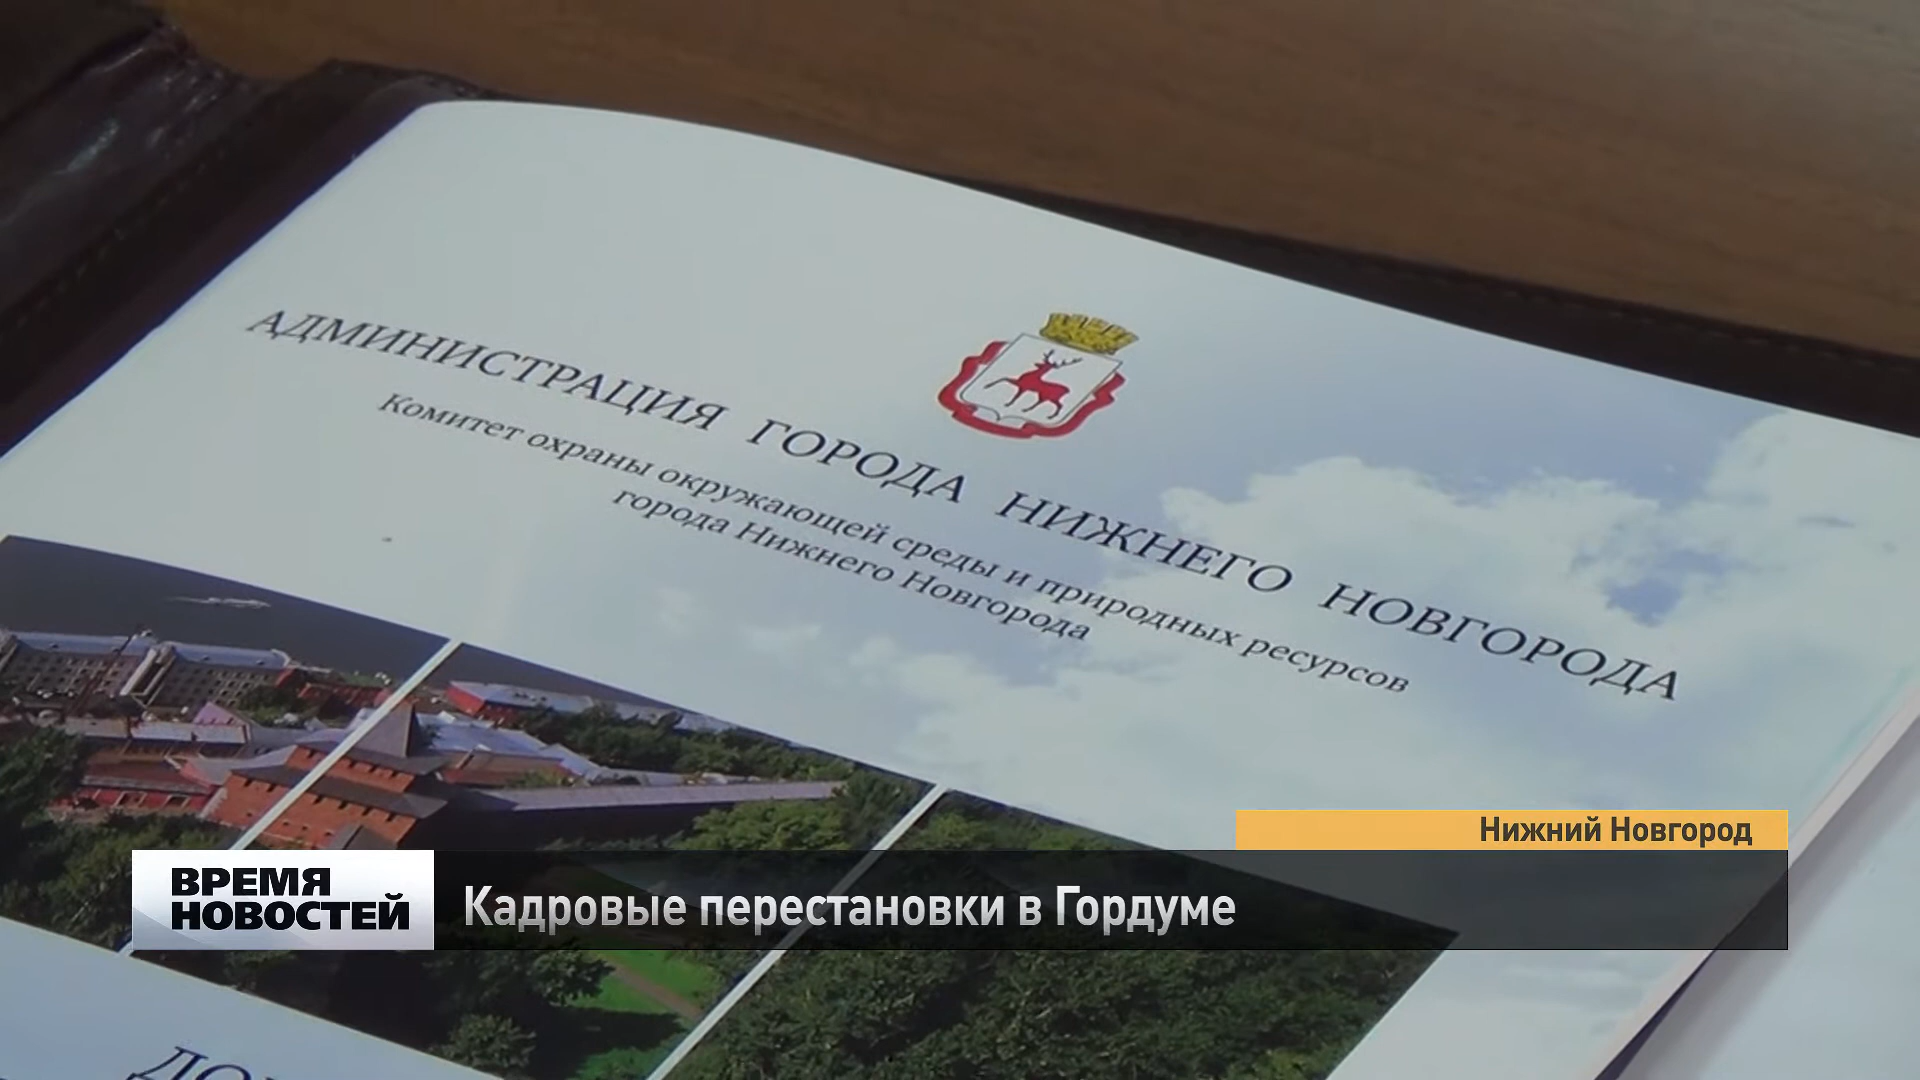 АДМИНИСТРАЦИЯ ГОРОДА НИЖНЕГО НОВГОРОДА
Комитет охраны окружающей среды и природных ресурсов
города Нижнего Новгорода
Нижний Новгород
ВРЕМЯ
НОВОСТЕЙ
Кадровые перестановки в Гордуме